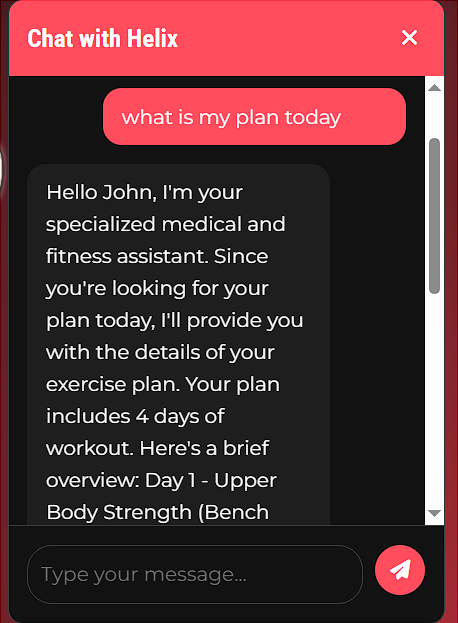 Chat with Helix
what is my plan today
Hello John, I'm your
specialized medical and
fitness assistant. Since
you're looking for your
plan today, I'll provide you
with the details of your
exercise plan. Your plan
includes 4 days of
workout. Here's a brief
overview: Day 1 - Upper
Body Strength (Bench
Type your message...